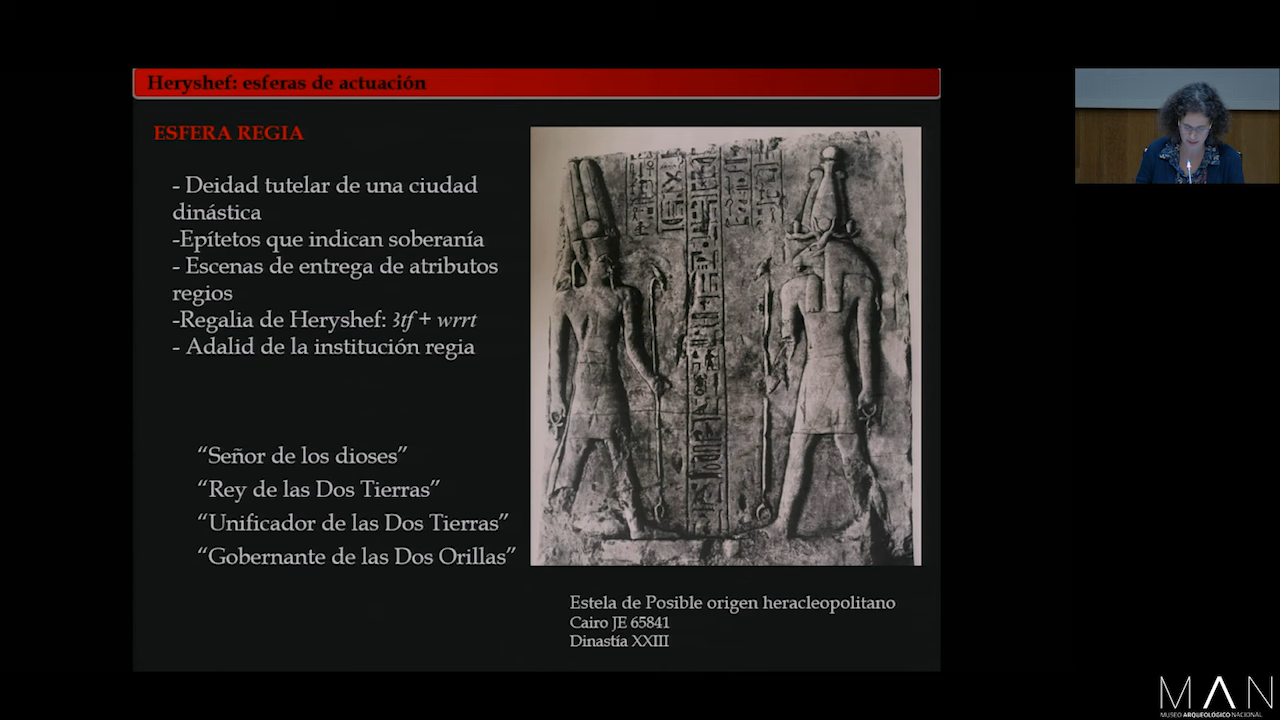 Heryshef: esferas de actuación
ESFERA REGIA
- Deidad tutelar de una ciudad
dinástica
-Epítetos que indican soberanía
- Escenas de entrega de atributos
regios
-Regalia de Heryshef: 3tf + wrrt
- Adalid de la institución regia
“Señor de los dioses”
“Rey de las Dos Tierras”
“Unificador de las Dos Tierras”
“Gobernante de las Dos Orillas”
Estela de Posible origen heracleopolitano
Cairo JE 65841
Dinastía XXIII
MAN
MUSEO ARQUEOLÓGICO NACIONAL